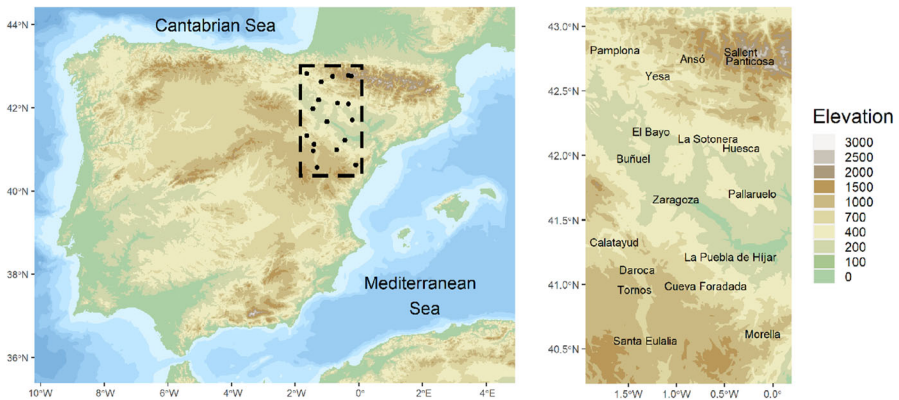 Cantabrian Sea
Mediterranean
Sea
44°N
42°N
40°N
38°N
36°N
10°W 8°W 6°W 4°W 2°W 0° 2°E 4°E
43.0°N
42.5°N
42.0°N
41.5°N
41.0°N
40.5°N
Pamplona
Sallent
Ansó
Panticosa
Yesa
El Bayo
La Sotonera
Huesca
Buñuel
Pallaruelo
Zaragoza
Calatayud
La Puebla de Híjar
Daroca
Cueva Foradada
Tornos
Morella
Santa Eulalia
1.5°W 1.0°W 0.5°W 0.0°
Elevation
3000
2500
2000
1500
1000
700
400
200
100
0